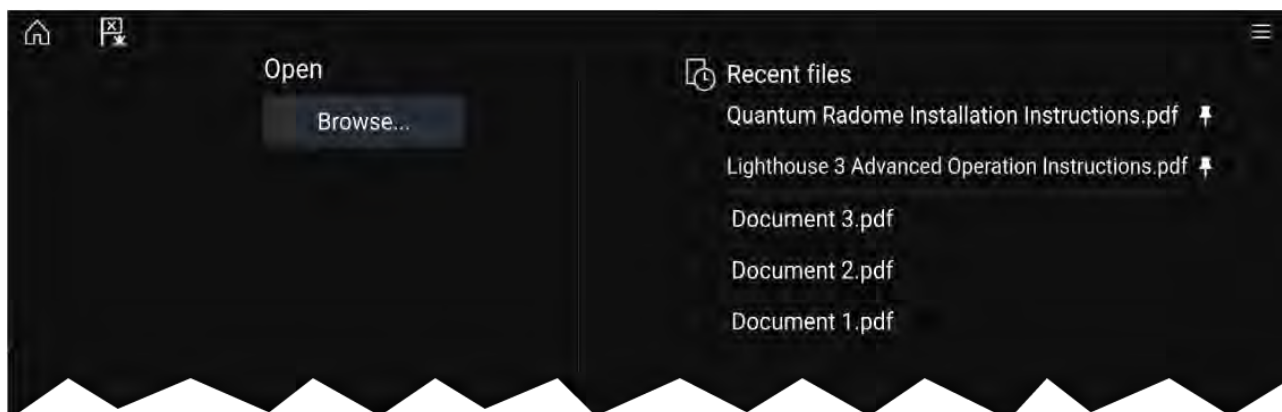 Open
Browse...
Recent files
Quantum Radome Installation Instructions.pdf
Lighthouse 3 Advanced Operation Instructions.pdf
Document 3.pdf
Document 2.pdf
Document 1.pdf